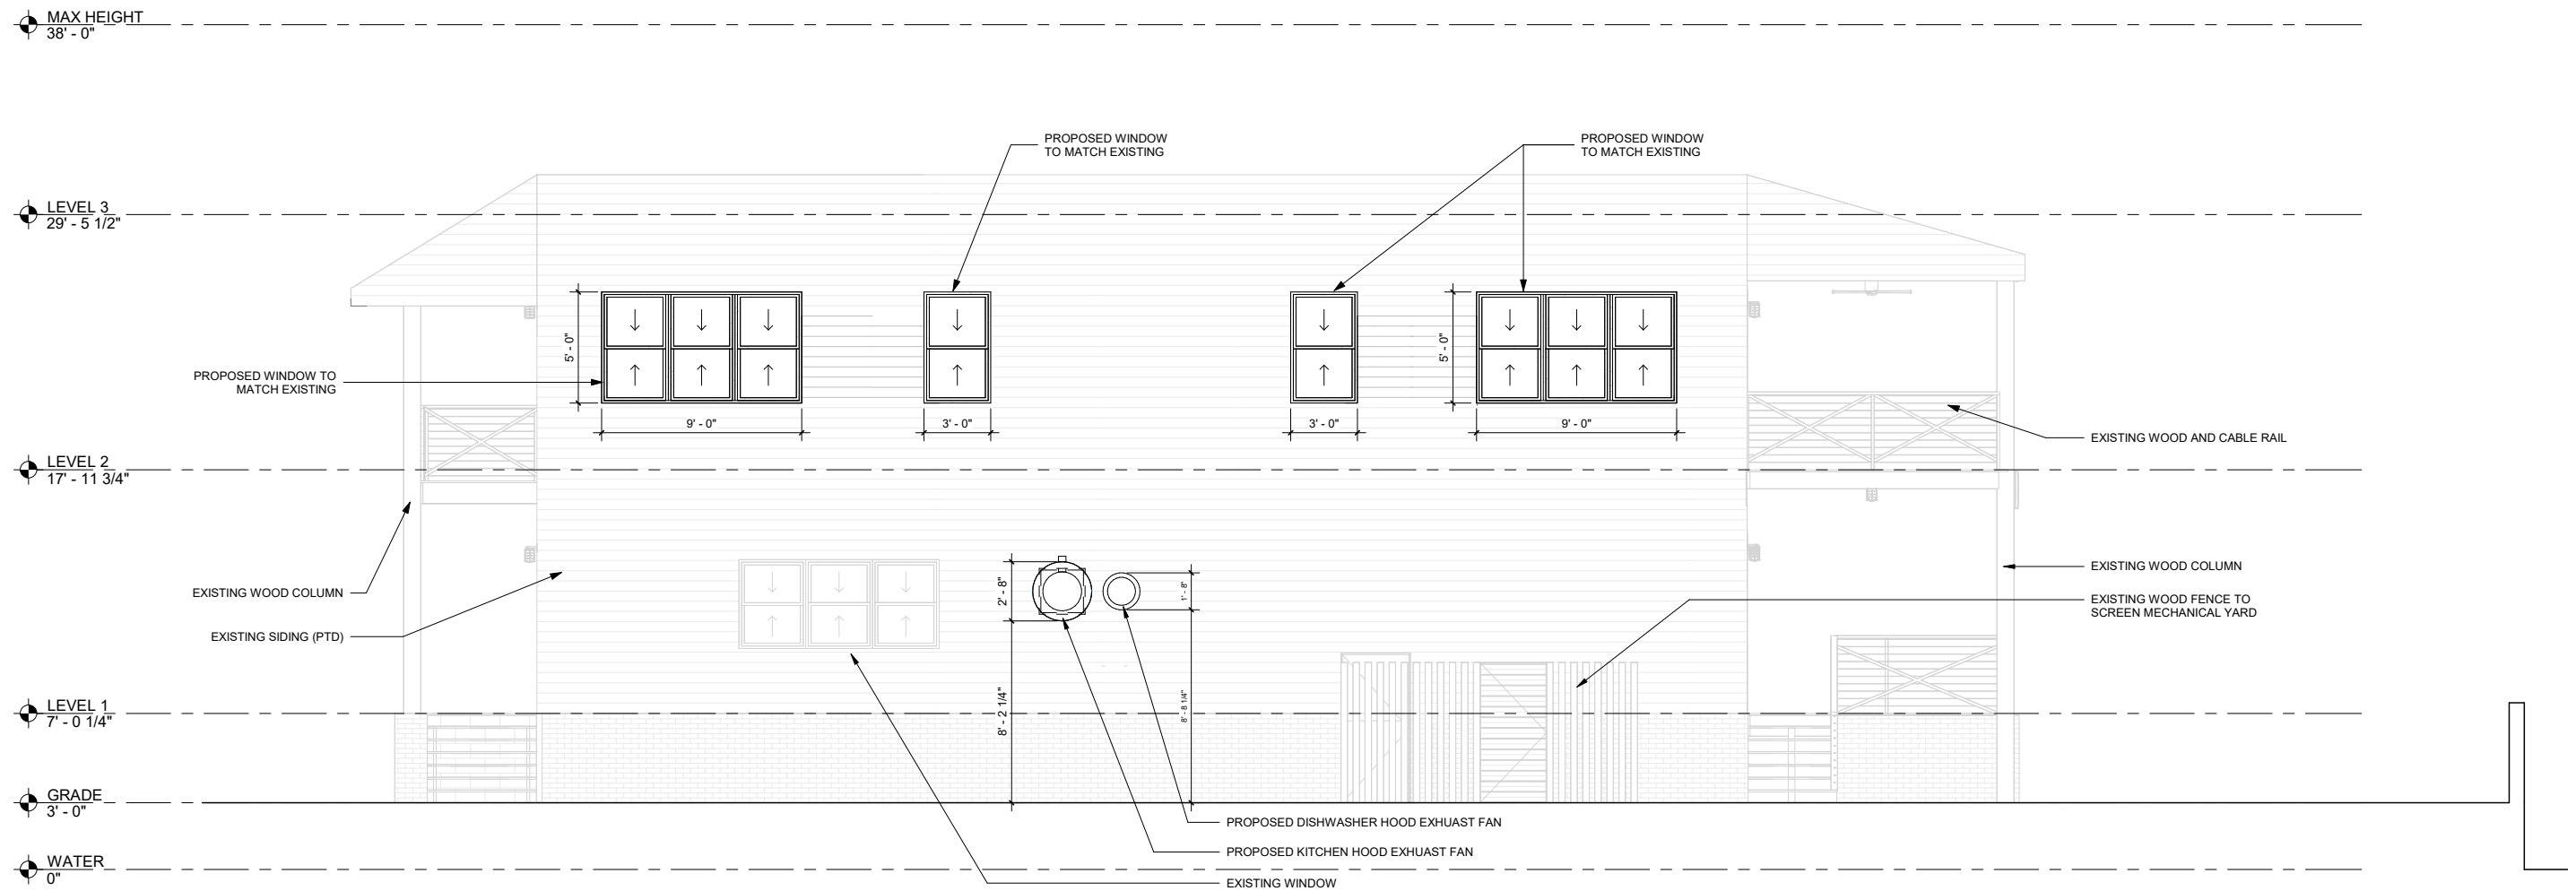 MAX HEIGHT
38' - 0"
PROPOSED WINDOW
TO MATCH EXISTING
PROPOSED WINDOW
TO MATCH EXISTING
LEVEL 3
29' - 5 1/2"
5' - 0"
5' - 0"
PROPOSED WINDOW TO
MATCH EXISTING
9' - 0"
3' - 0"
3' - 0"
9' - 0"
EXISTING WOOD AND CABLE RAIL
LEVEL 2
17' - 11 3/4"
EXISTING WOOD COLUMN
EXISTING SIDING (PTD)
2' - 8"
1' - 8"
EXISTING WOOD COLUMN
EXISTING WOOD FENCE TO
SCREEN MECHANICAL YARD
LEVEL 1
7' - 0 1/4"
8' - 2 1/4"
8' - 8 1/4"
GRADE
3' - 0"
PROPOSED DISHWASHER HOOD EXHUAST FAN
PROPOSED KITCHEN HOOD EXHUAST FAN
EXISTING WINDOW
WATER
0"